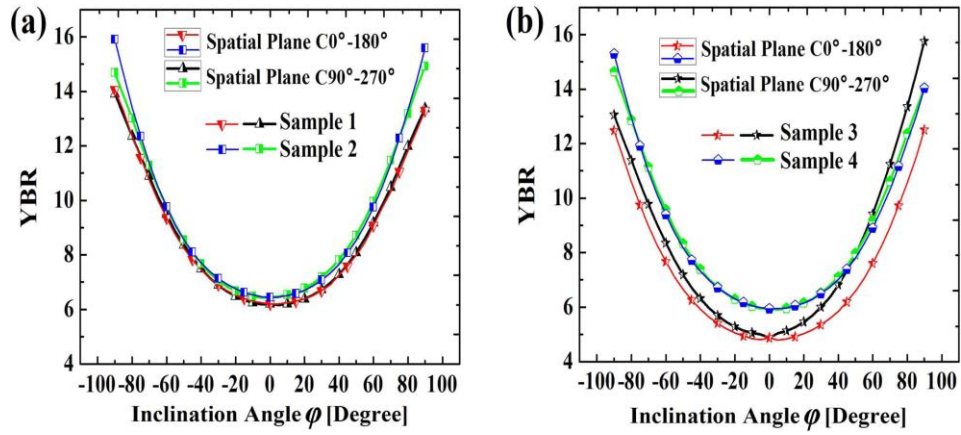 (a)
16
14
12
10
8
6
4
YBR
Spatial Plane C0°-180°
Spatial Plane C90°-270°
Sample 1
Sample 2
-100 -80 -60 -40 -20 0 20 40 60 80 100
Inclination Angle φ [Degree]
(b)
16
14
12
10
8
6
4
YBR
Spatial Plane C0°-180°
Spatial Plane C90°-270°
Sample 3
Sample 4
-100 -80 -60 -40 -20 0 20 40 60 80 100
Inclination Angle φ [Degree]